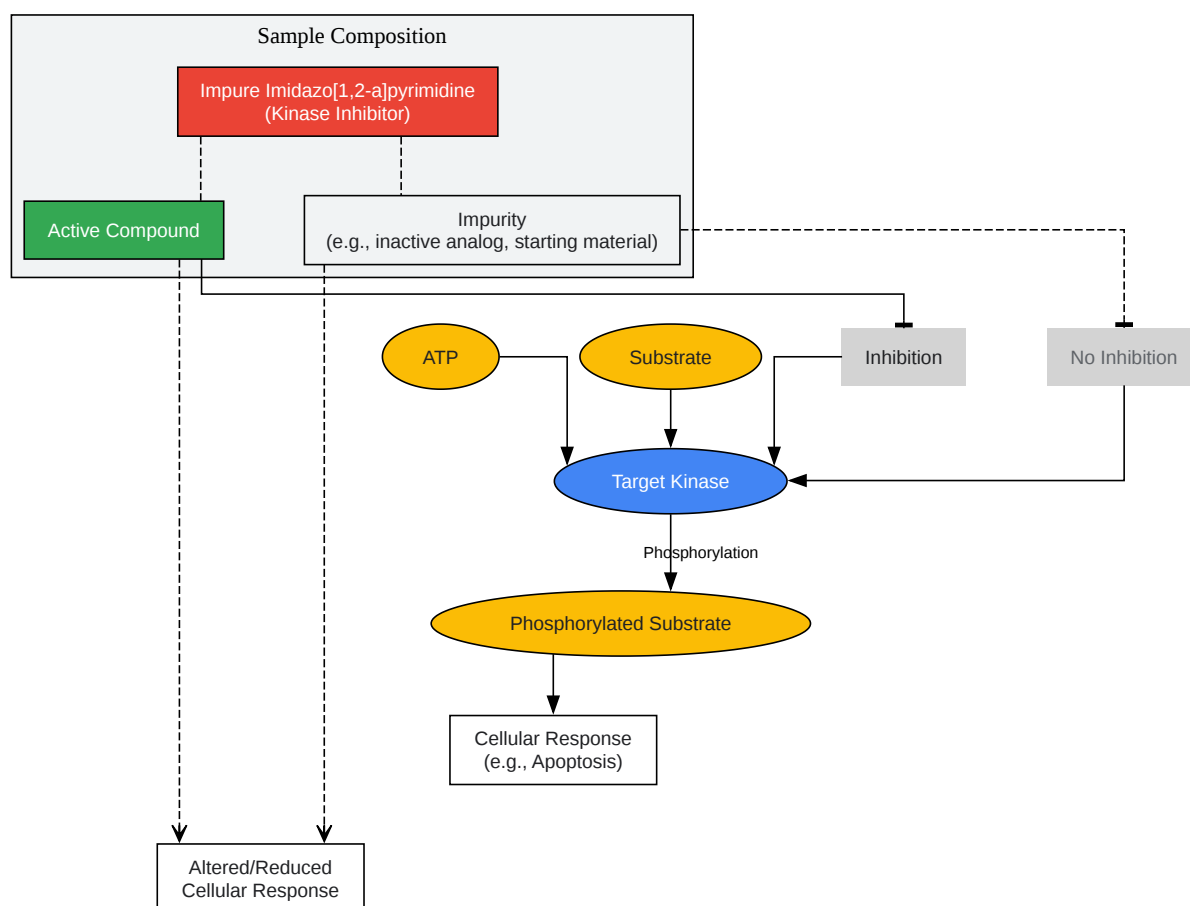 Sample Composition
Impure Imidazo[1,2-a]pyrimidine
(Kinase Inhibitor)
Active Compound
Impurity
(e.g., inactive analog, starting material)
ATP
Substrate
Inhibition
No Inhibition
Target Kinase
Phosphorylation
Phosphorylated Substrate
Cellular Response
(e.g., Apoptosis)
Altered/Reduced
Cellular Response